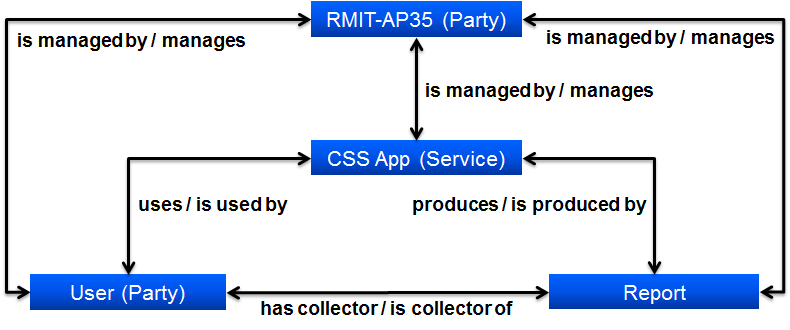 RMIT-AP35 (Party)
is managed by / manages
is managed by / manages
is managed by / manages
CSS App (Service)
uses / is used by
produces / is produced by
User (Party)
Report
has collector / is collector of